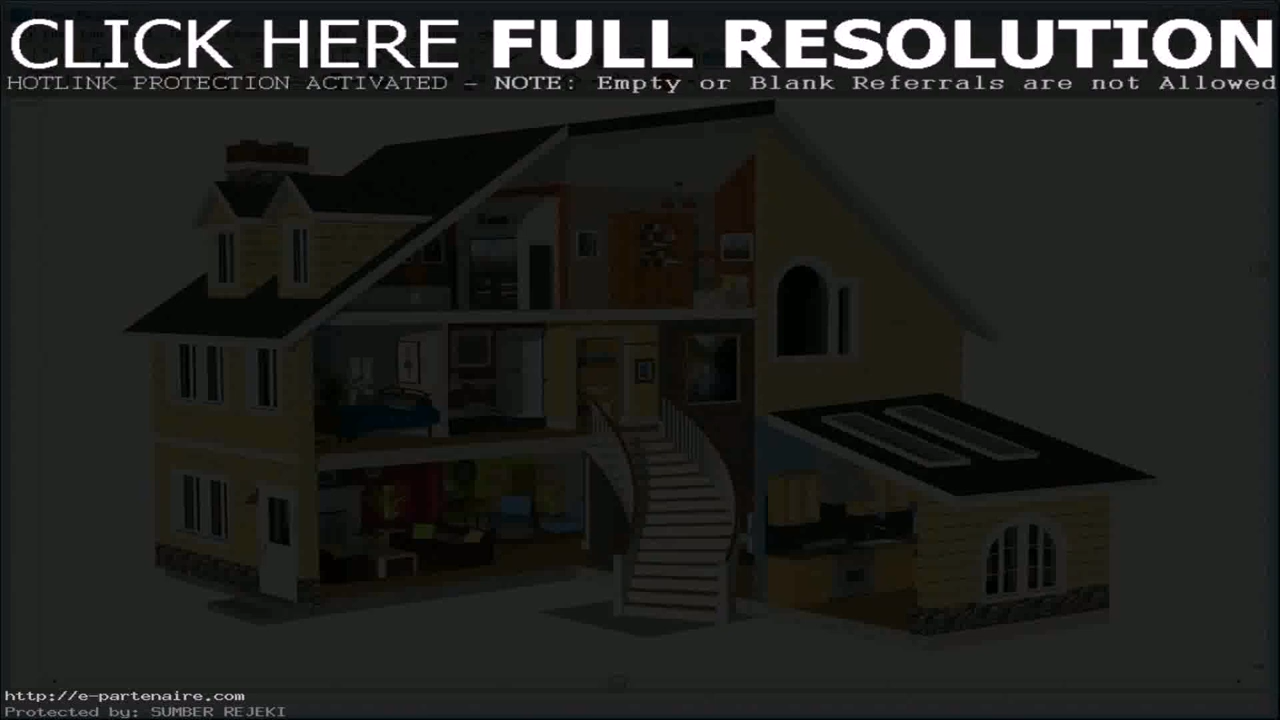 CLICK HERE FULL RESOLUTION
HOTLINK PROTECTION ACTIVATED - NOTE: Empty or Blank Referrals are not Allowed
http://e-partenaire.com
Protected by: SUMBER REJEKI